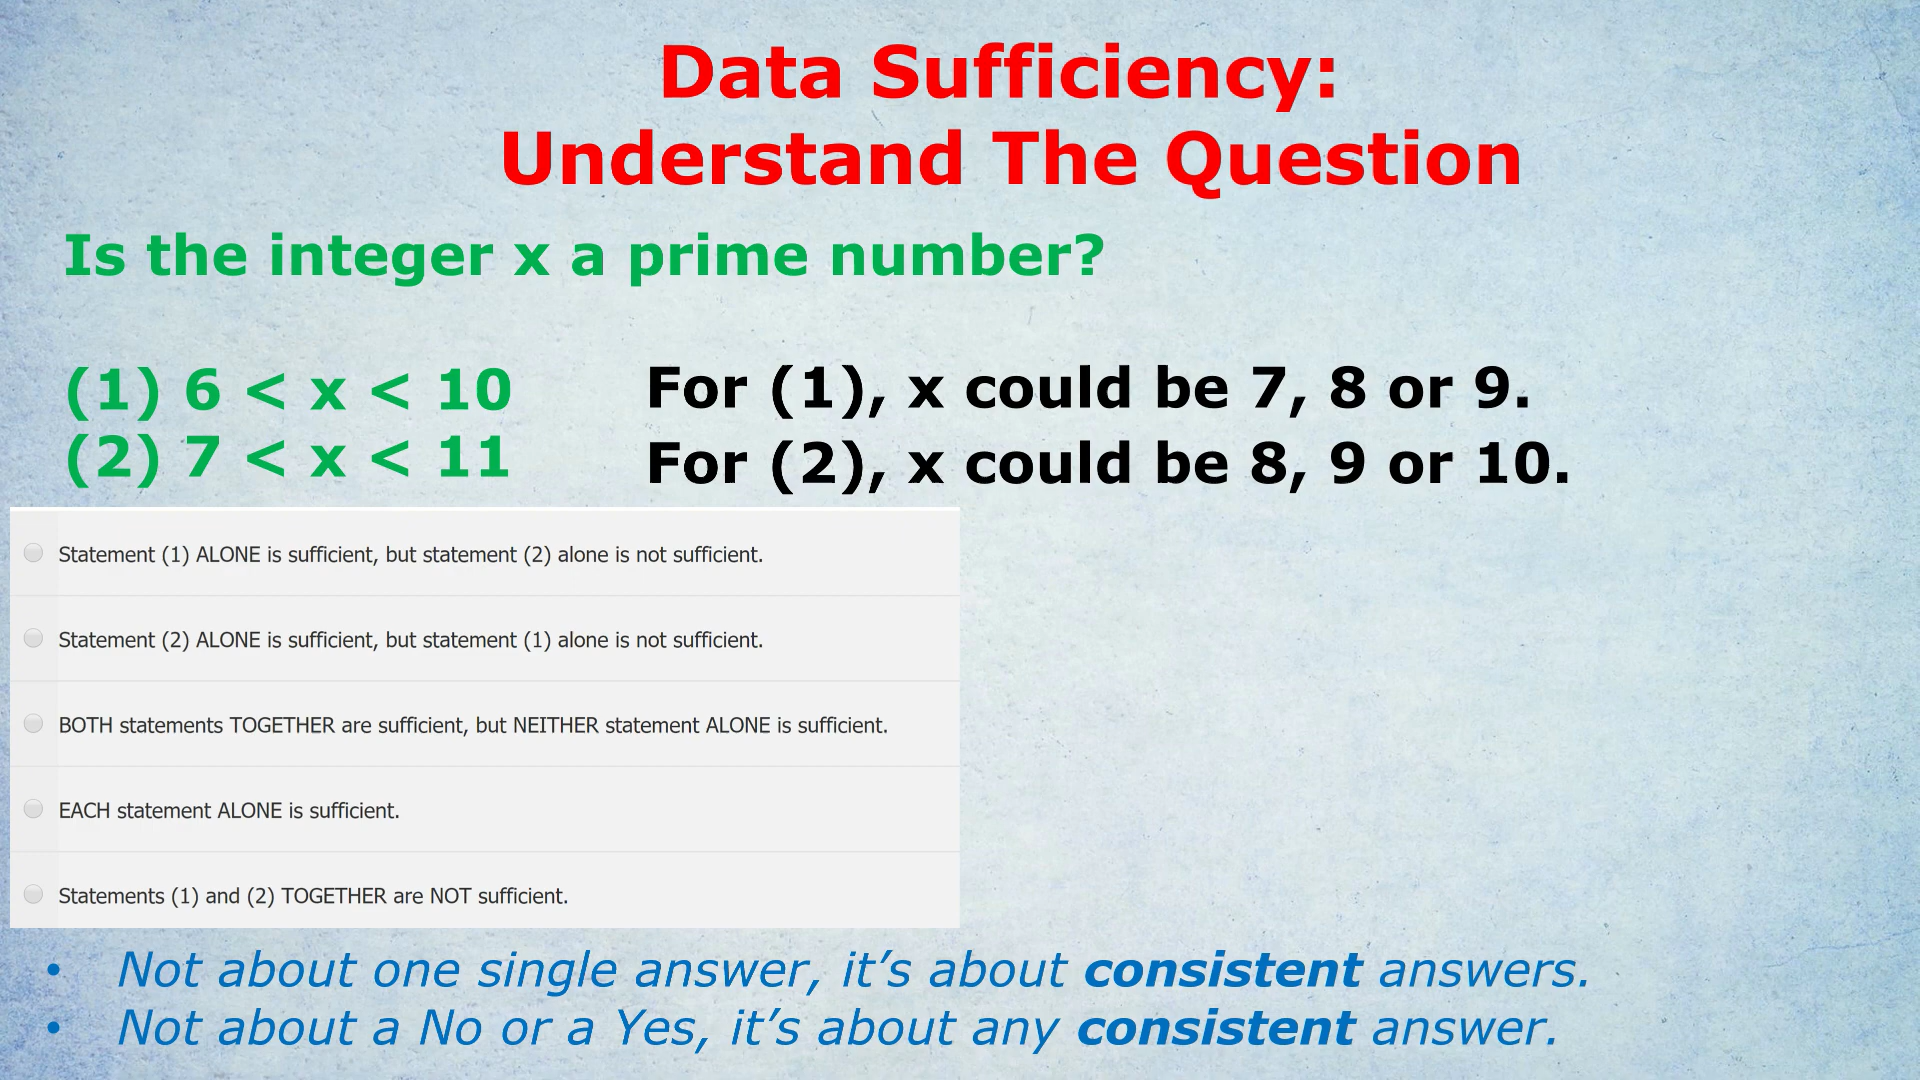 Data Sufficiency:
Understand The Question
Is the integer x a prime number?
(1) 6 < x < 10
(2) 7 < x < 11
For (1), x could be 7, 8 or 9.
For (2), x could be 8, 9 or 10.
Statement (1) ALONE is sufficient, but statement (2) alone is not sufficient.
Statement (2) ALONE is sufficient, but statement (1) alone is not sufficient.
BOTH statements TOGETHER are sufficient, but NEITHER statement ALONE is sufficient.
EACH statement ALONE is sufficient.
Statements (1) and (2) TOGETHER are NOT sufficient.
• Not about one single answer, it’s about consistent answers.
• Not about a No or a Yes, it’s about any consistent answer.